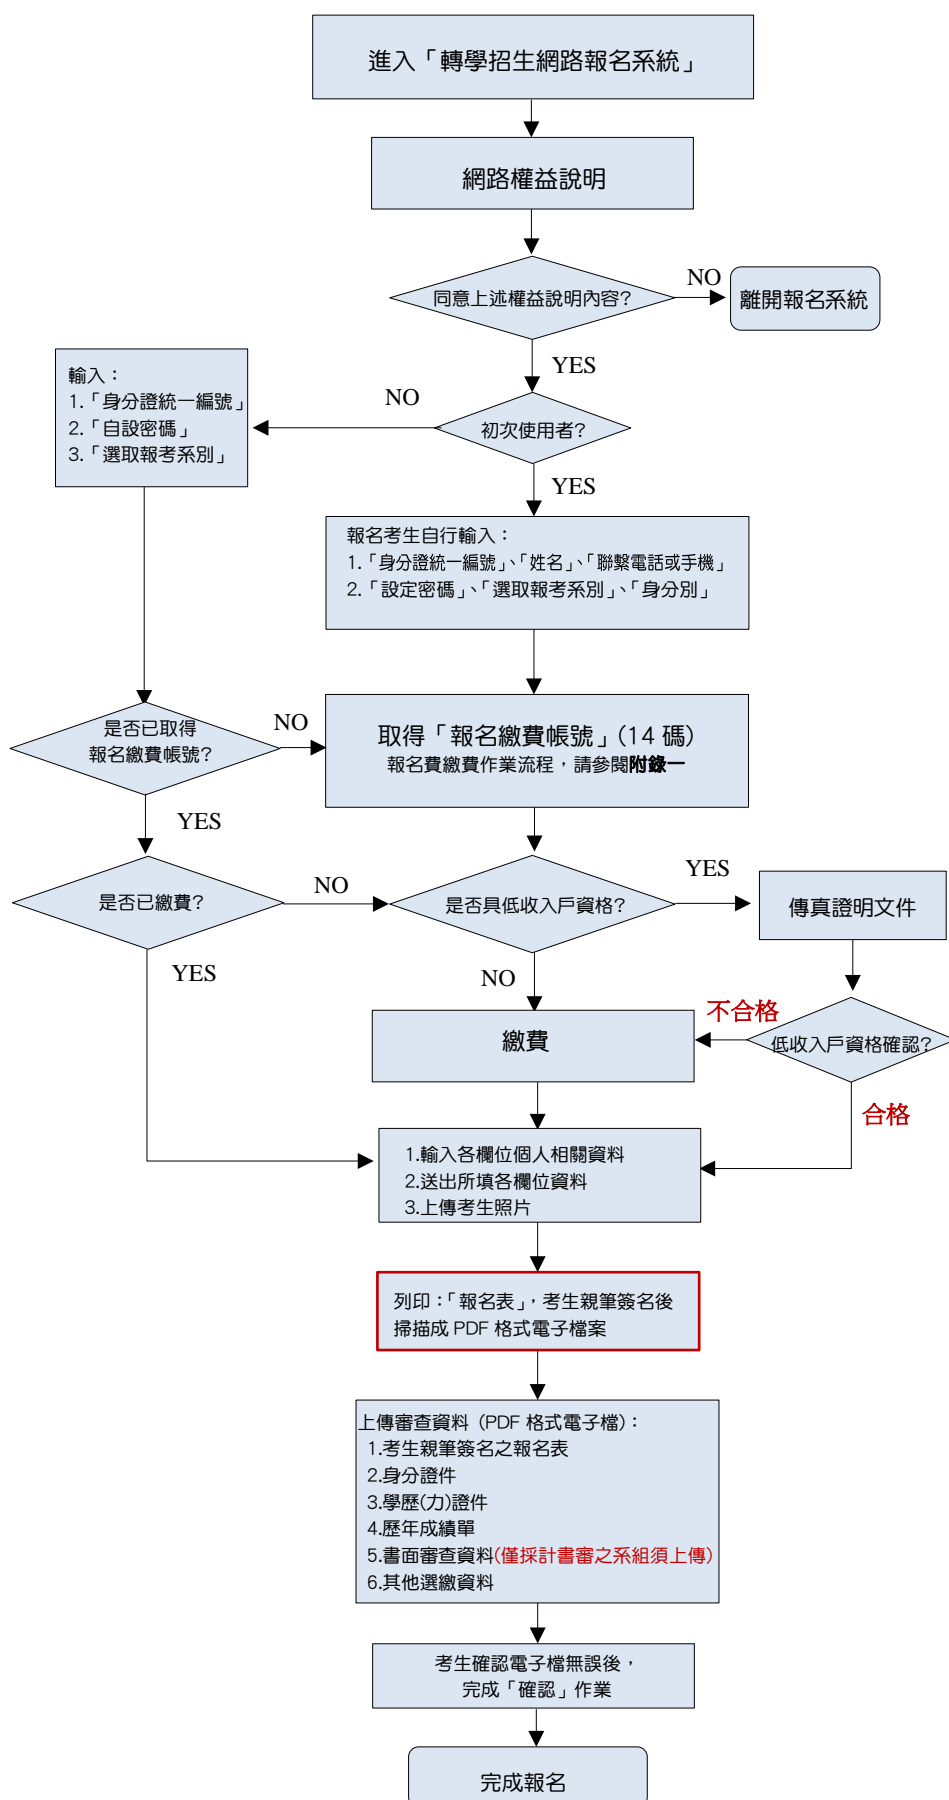 進入「轉學招生網路報名系統」
網路權益說明
同意上述權益說明內容?
NO
離開報名系統
YES
輸入：
1.「身分證統一編號」
2.「自設密碼」
3.「選取報考系別」
NO
初次使用者?
YES
報名考生自行輸入：
1.「身分證統一編號」、「姓名」、「聯繫電話或手機」
2.「設定密碼」、「選取報考系別」、「身分別」
是否已取得
報名繳費帳號?
NO
取得「報名繳費帳號」(14 碼)
報名費繳費作業流程，請參閱附錄一
YES
是否已繳費?
NO
是否具低收入戶資格?
YES
傳真證明文件
YES
NO
不合格
低收入戶資格確認?
繳費
合格
1.輸入各欄位個人相關資料
2.送出所填各欄位資料
3.上傳考生照片
列印：「報名表」，考生親筆簽名後
掃描成 PDF 格式電子檔案
上傳審查資料 (PDF 格式電子檔)：
1.考生親筆簽名之報名表
2.身分證件
3.學歷(力)證件
4.歷年成績單
5.書面審查資料(僅採計書審之系組須上傳)
6.其他選繳資料
考生確認電子檔無誤後，
完成「確認」作業
完成報名